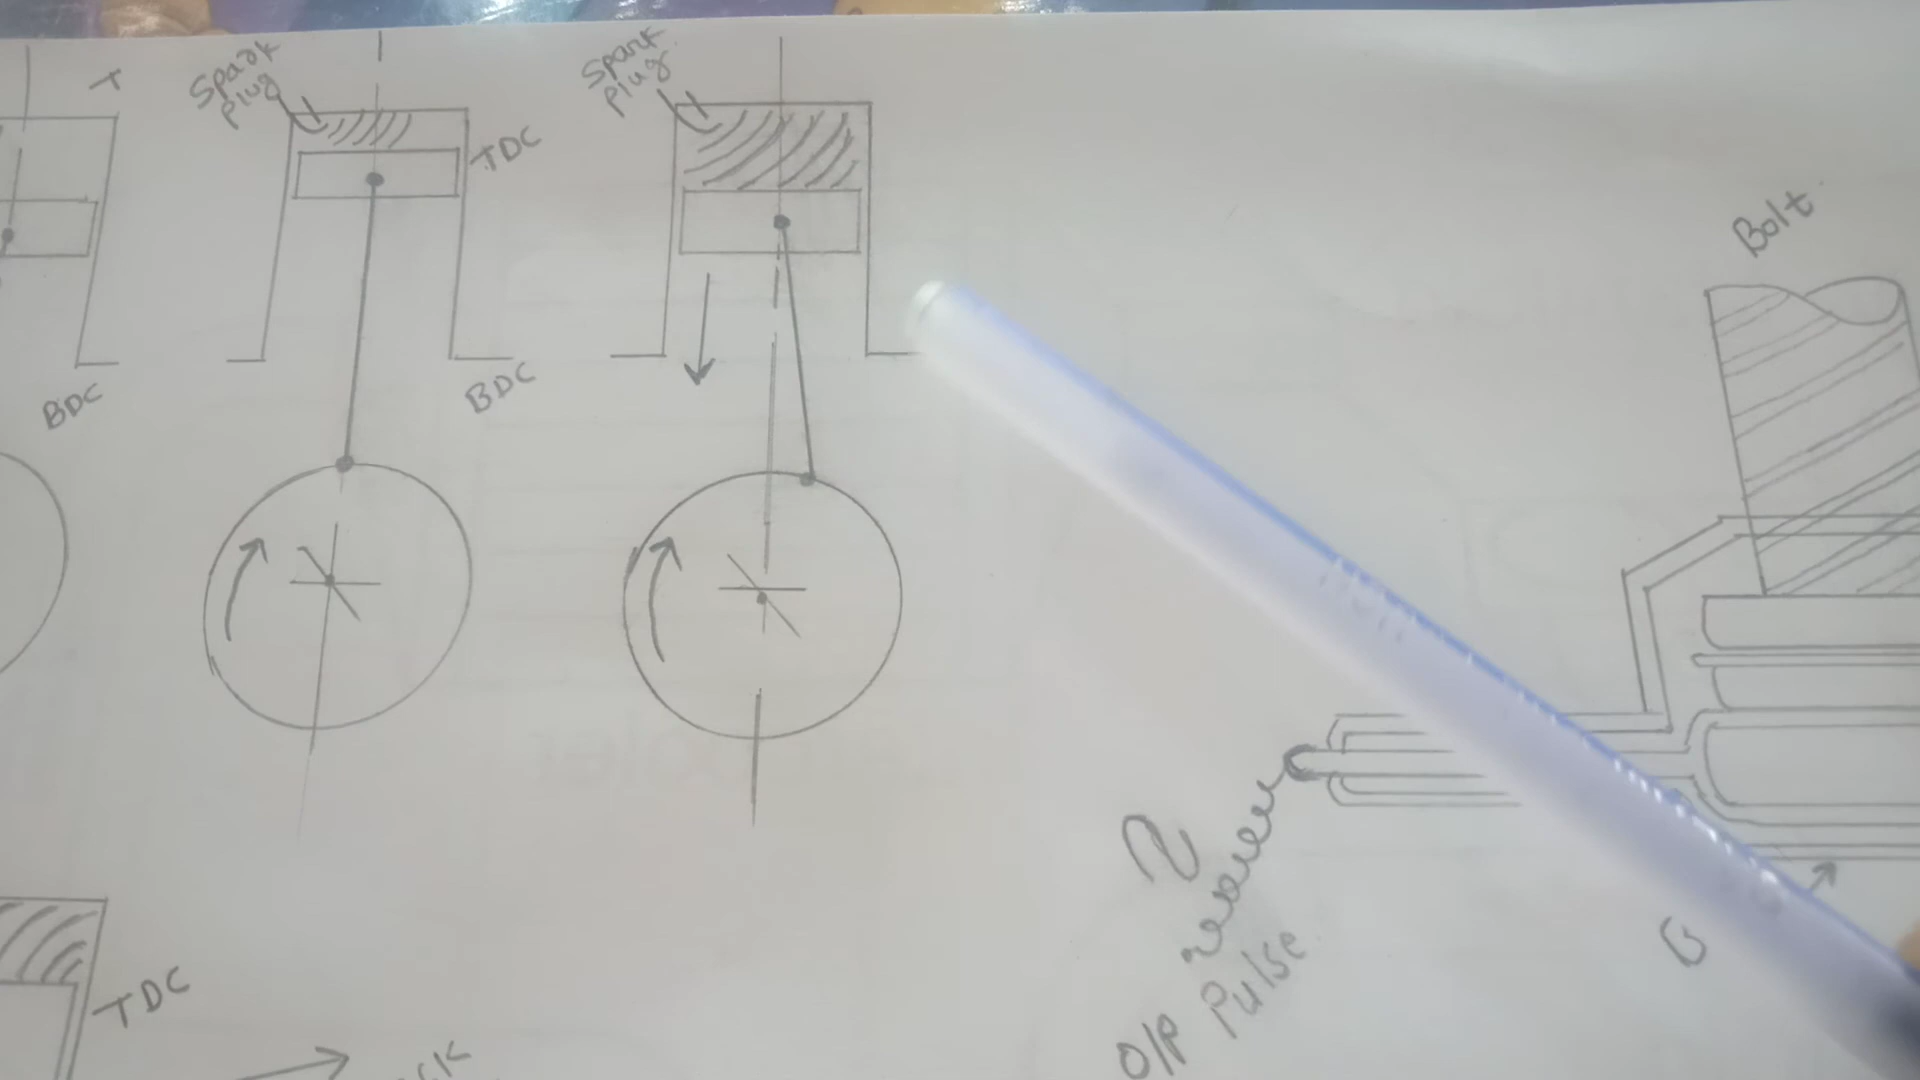 Spark
Plug
TDC
BDC
Spark
Plug
BDC
Bolt
O/P Pulse
TDC